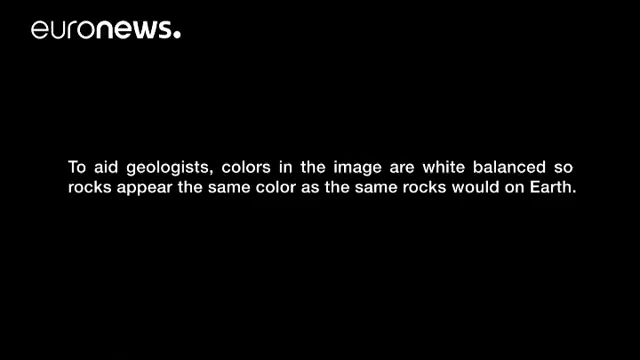 euronews.
To aid geologists, colors in the image are white balanced so
rocks appear the same color as the same rocks would on Earth.